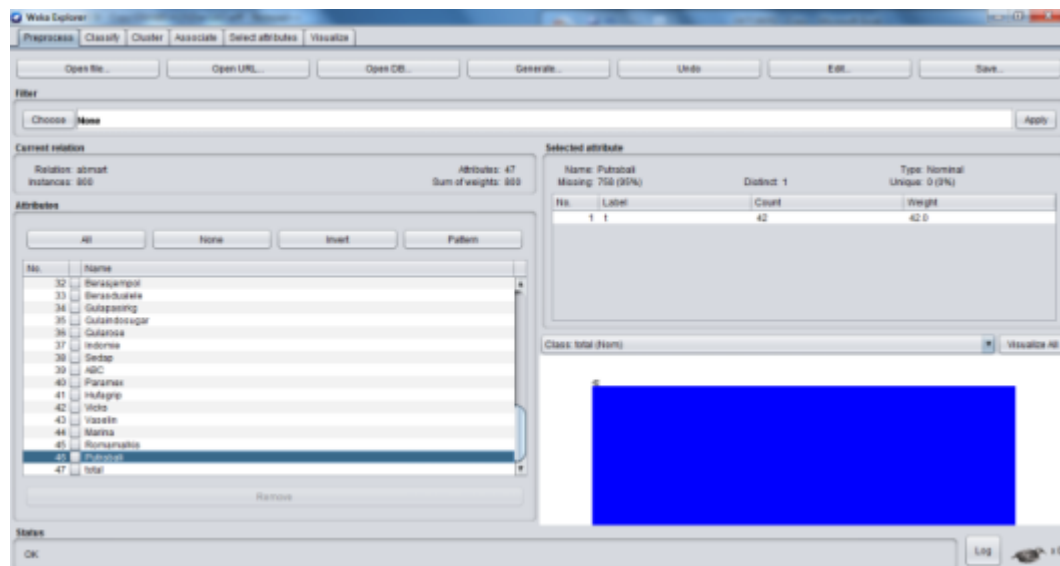 Weka Explorer
Preprocess Classify Cluster Associate Select attributes Visualize
Open file... Open URL... Open DB... Generate... Undo Edit... Save...
Filter
Choose None Apply
Current relation
Relation: abmart Attributes: 47
Instances: 800 Sum of weights: 800
Attributes
All None Invert Pattern
No. Name
32 Berasjempol
33
34 Gulapasirkg
35 Gulaindosugar
36 Gularosa
37 Indomie
38 Sedap
39 ABC
40 Paramex
41 Hufagrip
42 Vicks
43 Vaselin
44 Marina
45
46 Putrabali
47 total
Remove
Selected attribute
Name: Putrabali Type: Nominal
Missing: 758 (95%) Distinct: 1 Unique: 0 (0%)
No. Label Count Weight
1 t 42 42.0
Class: total (Nom) Visualize All
Status
OK
Log x 0